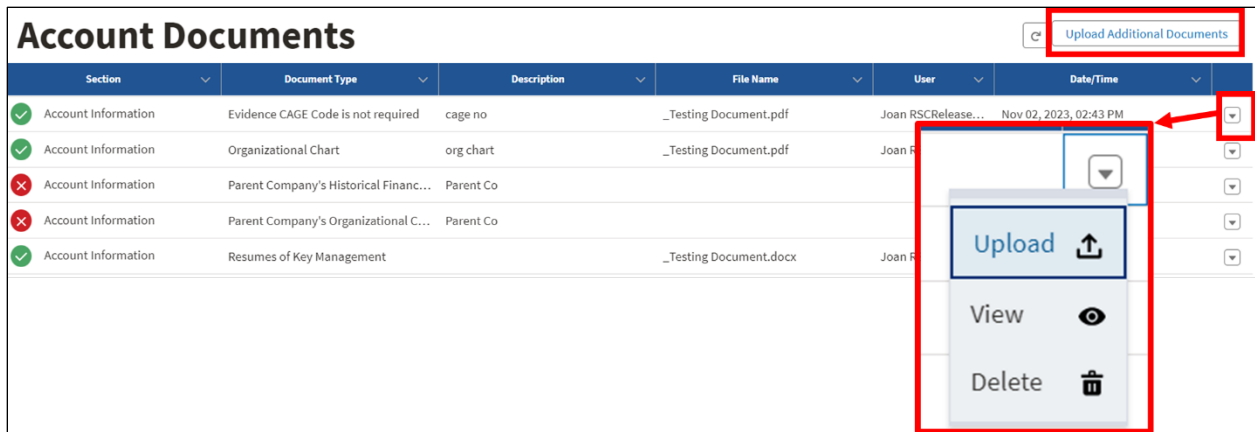 Account Documents
Upload Additional Documents
Section Document Type Description File Name User Date/Time
Account Information Evidence CAGE Code is not required cage no _Testing Document.pdf Joan RSCRelease... Nov 02, 2023, 02:43 PM
Account Information Organizational Chart org chart _Testing Document.pdf Joan R
Account Information Parent Company's Historical Financ... Parent Co
Account Information Parent Company's Organizational C... Parent Co
Account Information Resumes of Key Management _Testing Document.docx Joan R
Upload
View
Delete